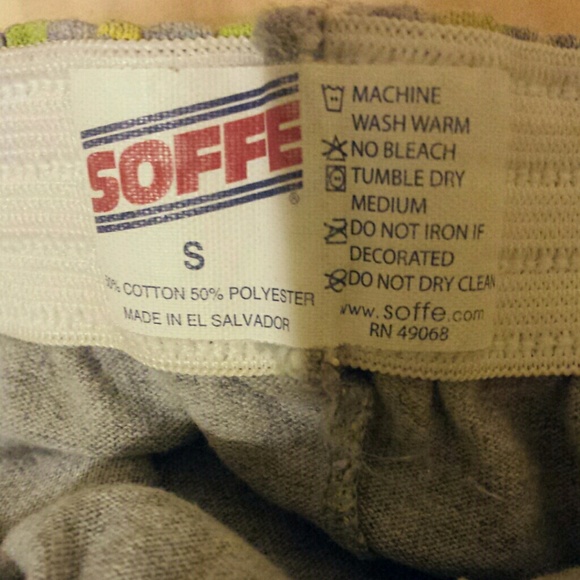 SOFFE
®
S
50% COTTON 50% POLYESTER
MADE IN EL SALVADOR
MACHINE
WASH WARM
NO BLEACH
TUMBLE DRY
MEDIUM
DO NOT IRON IF
DECORATED
DO NOT DRY CLEAN
www.soffe.com
RN 49068